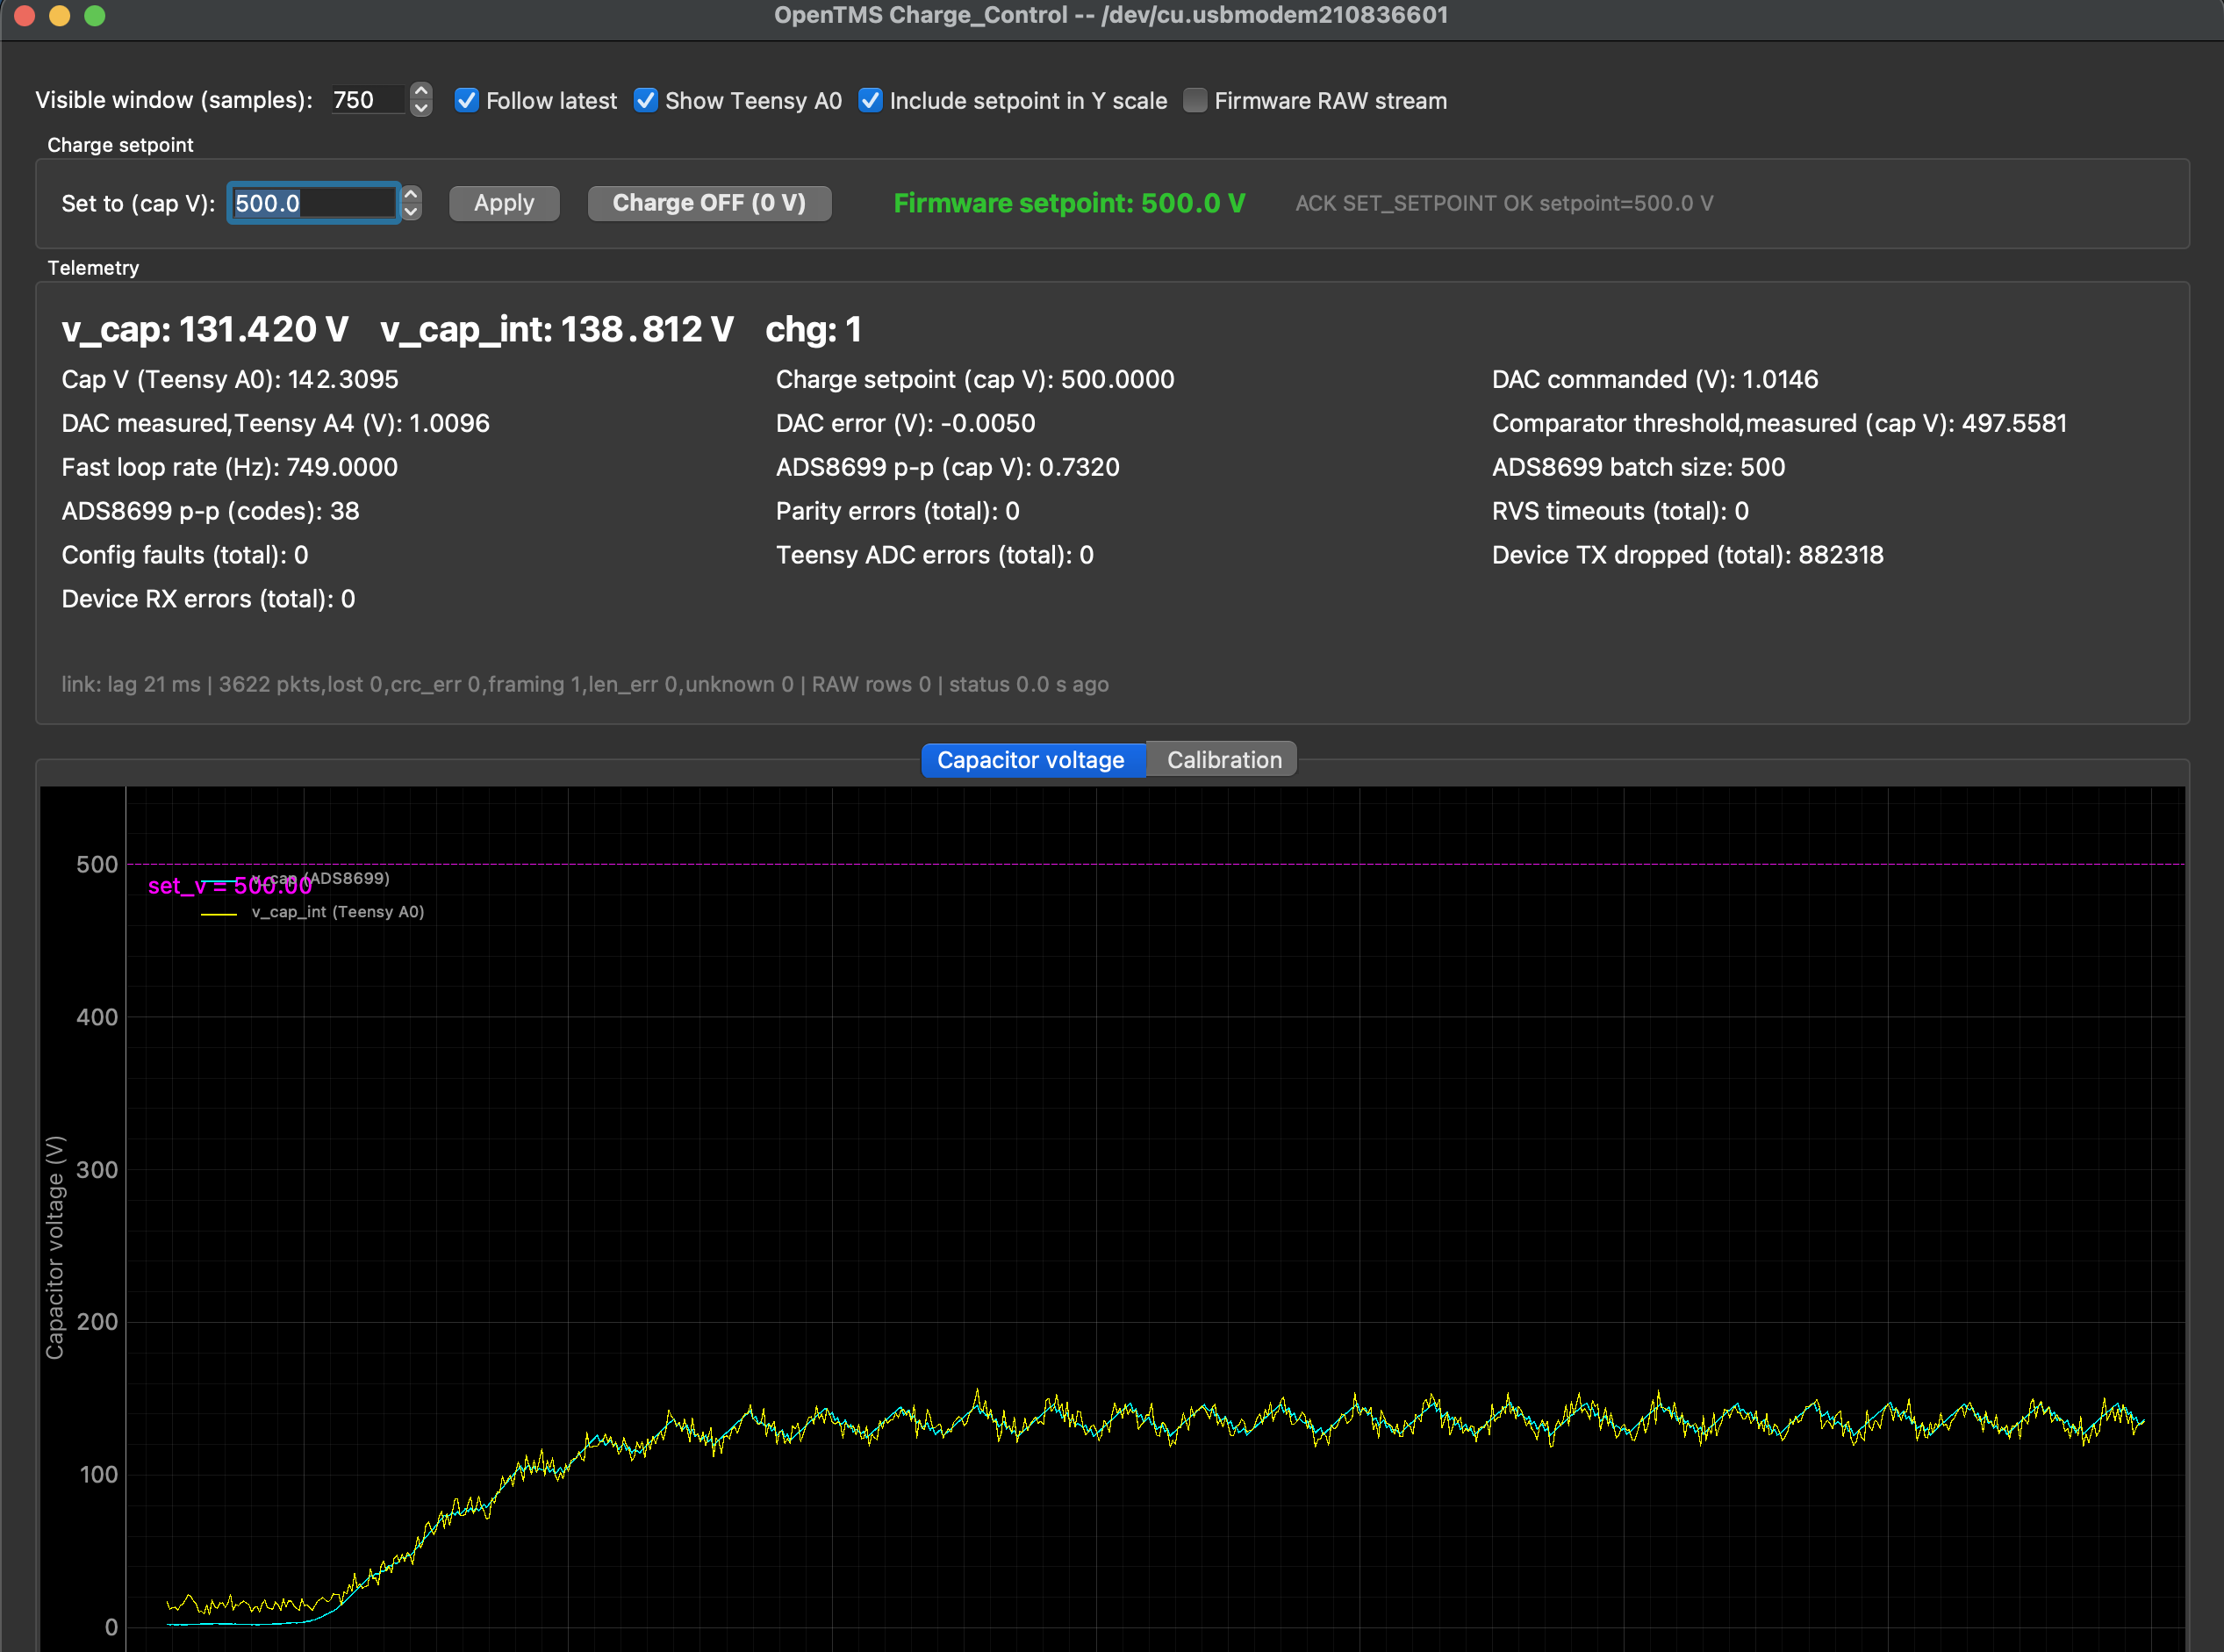 OpenTMS Charge_Control -- /dev/cu.usbmodem210836601
Visible window (samples): 750 Follow latest Show Teensy A0 Include setpoint in Y scale Firmware RAW stream
Charge setpoint
Set to (cap V): 500.0 Apply Charge OFF (0 V) Firmware setpoint: 500.0 V ACK SET_SETPOINT OK setpoint=500.0 V
Telemetry
v_cap: 131.420 V v_cap_int: 138.812 V chg: 1
Cap V (Teensy A0): 142.3095 Charge setpoint (cap V): 500.0000 DAC commanded (V): 1.0146
DAC measured,Teensy A4 (V): 1.0096 DAC error (V): -0.0050 Comparator threshold,measured (cap V): 497.5581
Fast loop rate (Hz): 749.0000 ADS8699 p-p (cap V): 0.7320 ADS8699 batch size: 500
ADS8699 p-p (codes): 38 Parity errors (total): 0 RVS timeouts (total): 0
Config faults (total): 0 Teensy ADC errors (total): 0 Device TX dropped (total): 882318
Device RX errors (total): 0
link: lag 21 ms | 3622 pkts,lost 0,crc_err 0,framing 1,len_err 0,unknown 0 | RAW rows 0 | status 0.0 s ago
Capacitor voltage Calibration
500
set_v = 500.00
v_cap (ADS8699)
v_cap_int (Teensy A0)
400
300
200
100
0
Capacitor voltage (V)